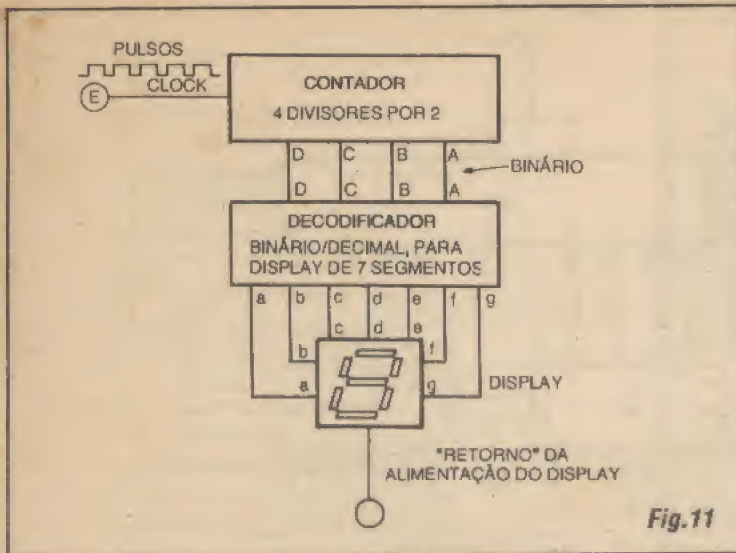 PULSOS
CLOCK
E
CONTADOR
4 DIVISORES POR 2
D C B A
BINÁRIO
D C B A
DECODIFICADOR
BINÁRIO/DECIMAL, PARA
DISPLAY DE 7 SEGMENTOS
a b c d e f g
c d e
b f
a g
DISPLAY
"RETORNO" DA
ALIMENTAÇÃO DO DISPLAY
Fig.11